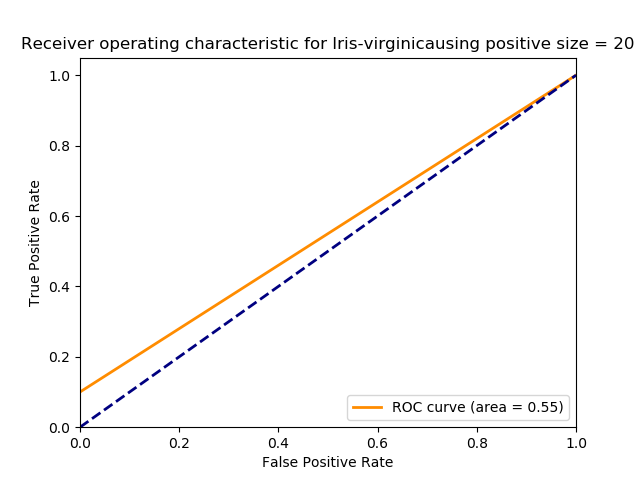 Receiver operating characteristic for Iris-virginicausing positive size = 20
1.0
0.8
0.6
0.4
0.2
0.0
True Positive Rate
ROC curve (area = 0.55)
0.0 0.2 0.4 0.6 0.8 1.0
False Positive Rate